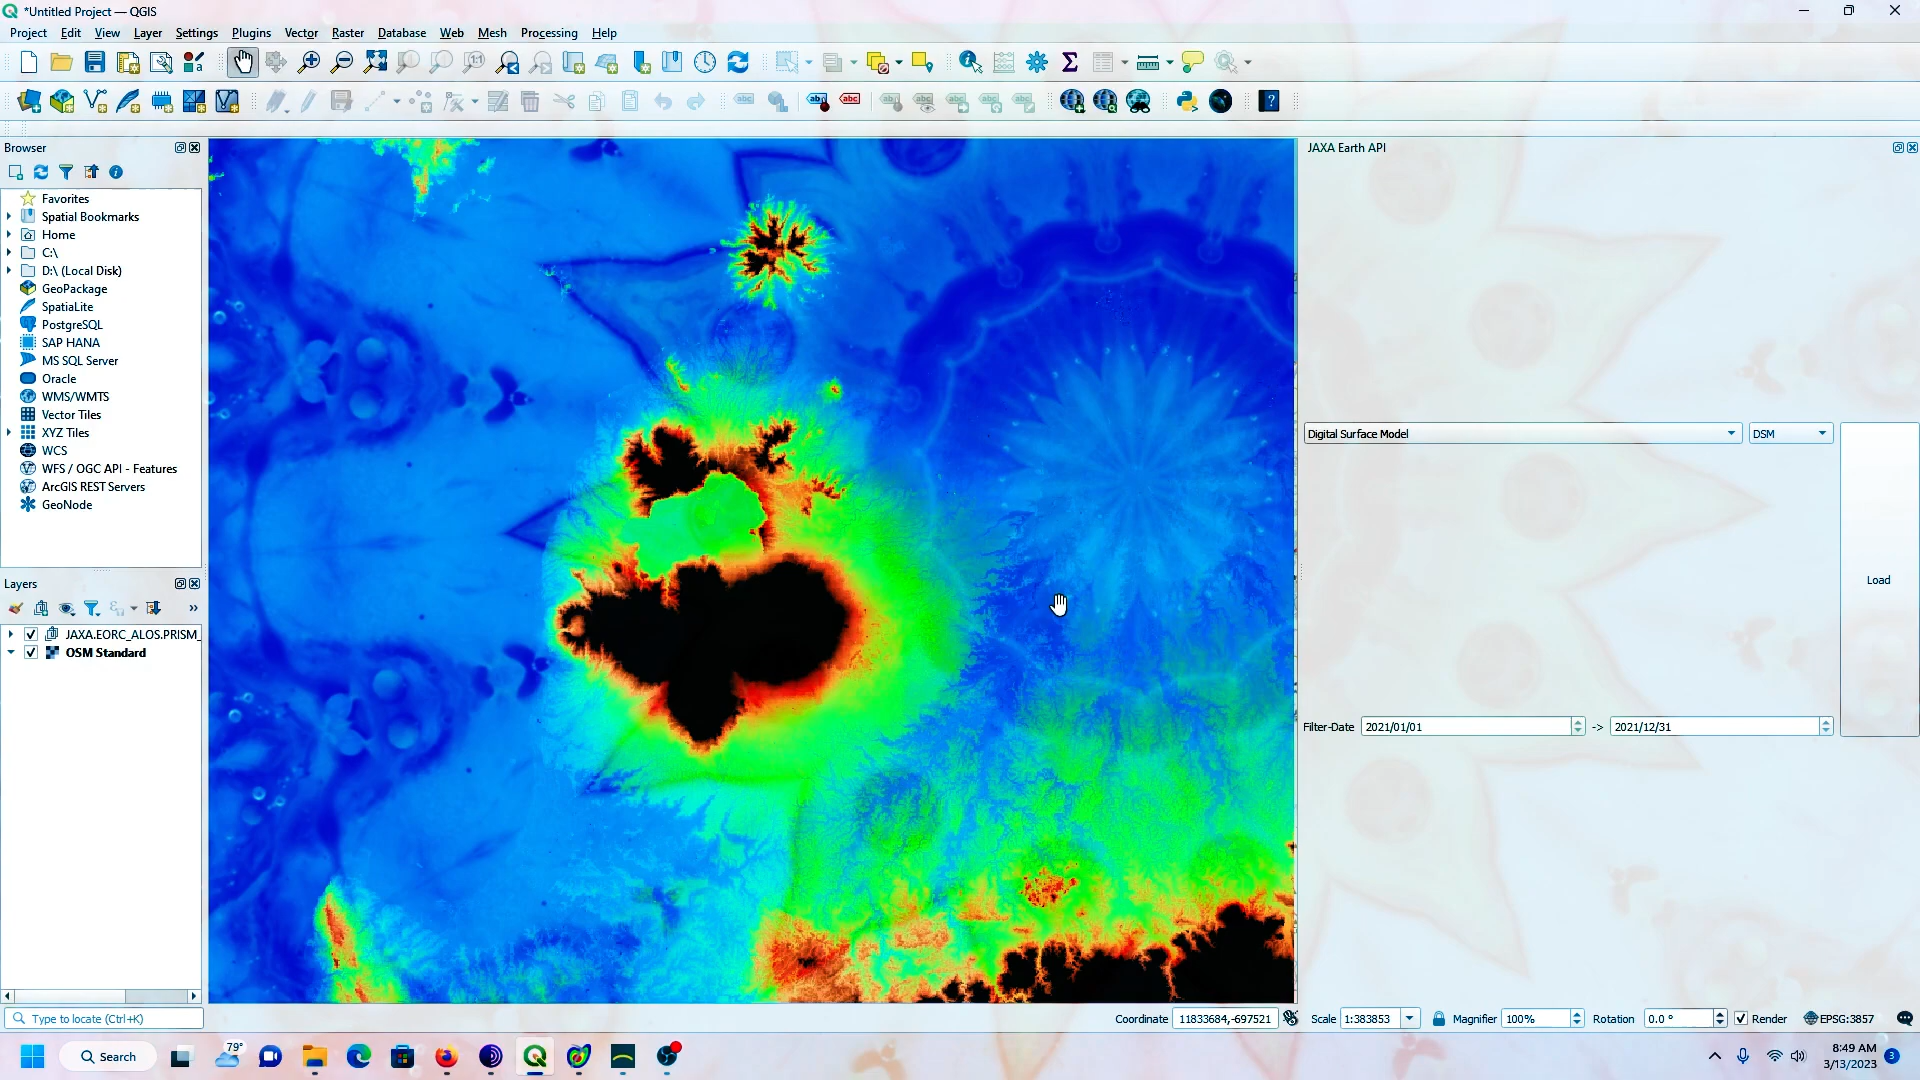 *Untitled Project — QGIS
Project Edit View Layer Settings Plugins Vector Raster Database Web Mesh Processing Help
Browser
Favorites
Spatial Bookmarks
Home
C:\
D:\ (Local Disk)
GeoPackage
SpatiaLite
PostgreSQL
SAP HANA
MS SQL Server
Oracle
WMS/WMTS
Vector Tiles
XYZ Tiles
WCS
WFS / OGC API - Features
ArcGIS REST Servers
GeoNode
Layers
JAXA.EORC_ALOS.PRISM_
OSM Standard
Type to locate (Ctrl+K)
JAXA Earth API
Digital Surface Model DSM
Load
Filter-Date 2021/01/01 -> 2021/12/31
Coordinate 11833684,-697521 Scale 1:383853 Magnifier 100% Rotation 0.0 ° Render EPSG:3857
79°
Search
8:49 AM
3/13/2023
3